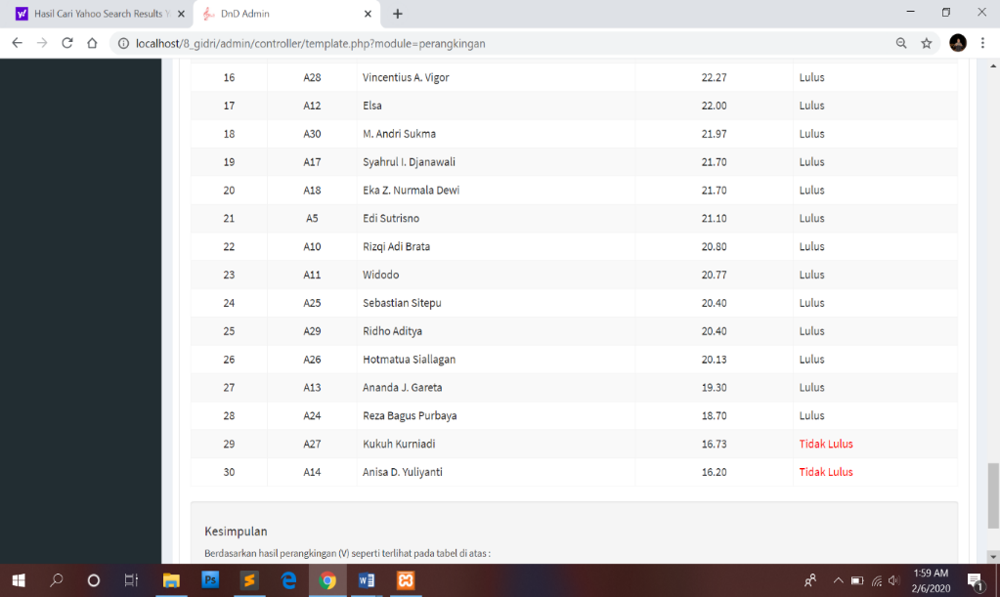 Hasil Cari Yahoo Search Results Y
DnD Admin
localhost/8_gidri/admin/controller/template.php?module=perangkingan
16 A28 Vincentius A. Vigor 22.27 Lulus
17 A12 Elsa 22.00 Lulus
18 A30 M. Andri Sukma 21.97 Lulus
19 A17 Syahrul I. Djanawali 21.70 Lulus
20 A18 Eka Z. Nurmala Dewi 21.70 Lulus
21 A5 Edi Sutrisno 21.10 Lulus
22 A10 Rizqi Adi Brata 20.80 Lulus
23 A11 Widodo 20.77 Lulus
24 A25 Sebastian Sitepu 20.40 Lulus
25 A29 Ridho Aditya 20.40 Lulus
26 A26 Hotmatua Siallagan 20.13 Lulus
27 A13 Ananda J. Gareta 19.30 Lulus
28 A24 Reza Bagus Purbaya 18.70 Lulus
29 A27 Kukuh Kurniadi 16.73 Tidak Lulus
30 A14 Anisa D. Yuliyanti 16.20 Tidak Lulus
Kesimpulan
Berdasarkan hasil perangkingan (V) seperti terlihat pada tabel di atas :
Ps
1:59 AM
2/6/2020
1